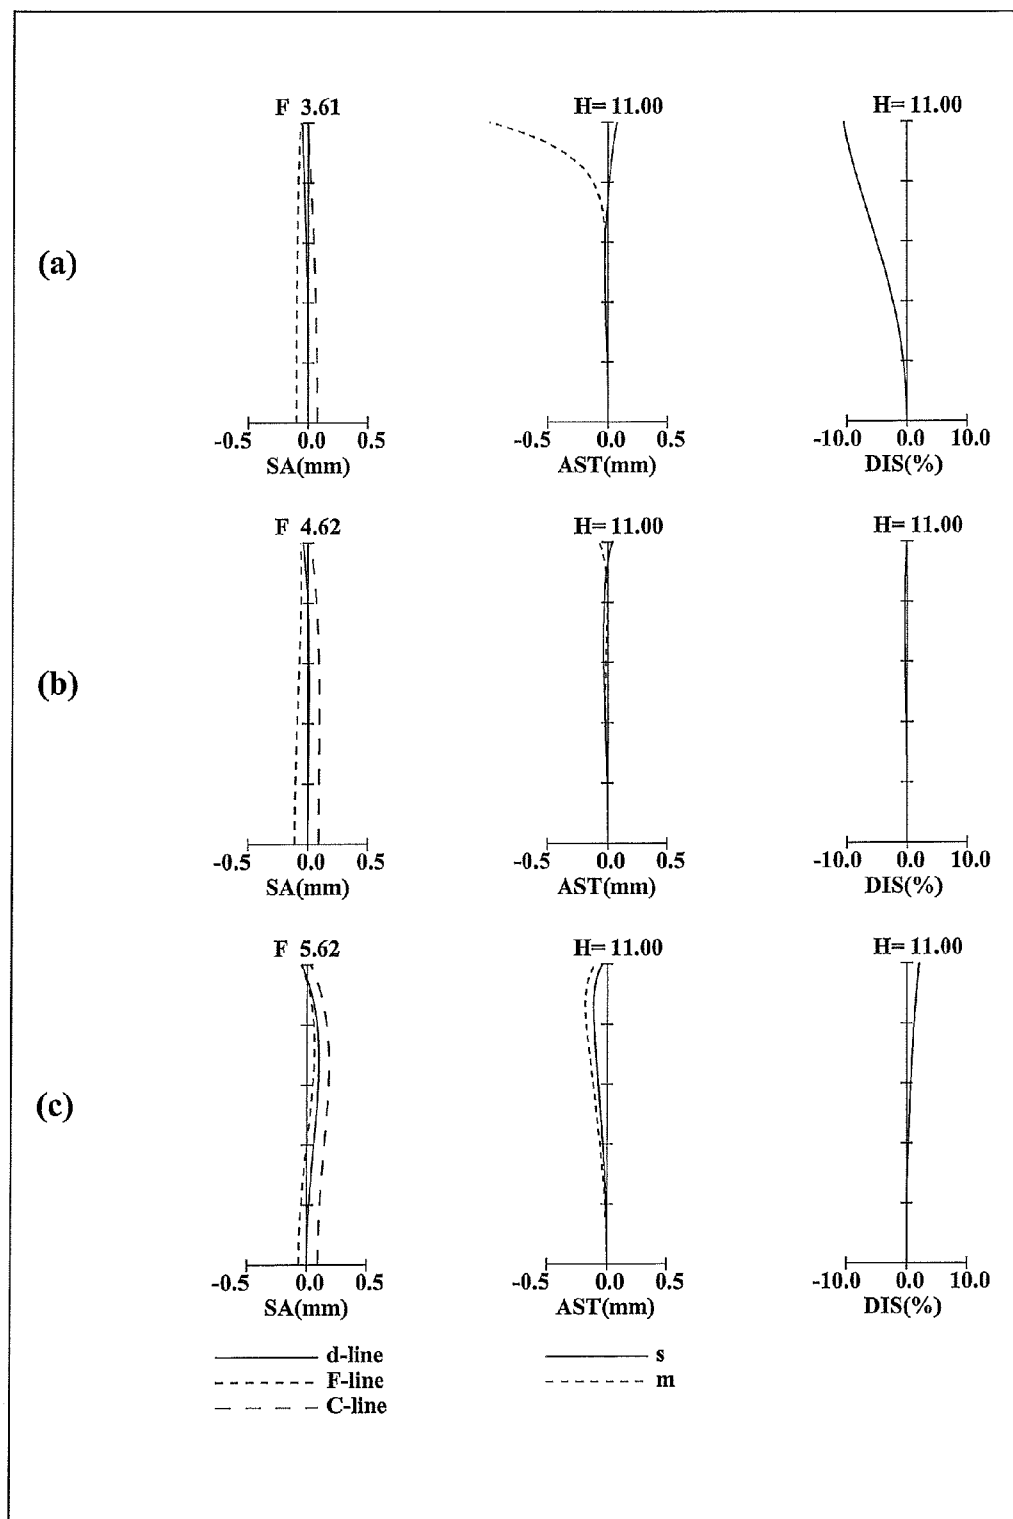 F 3.61 H= 11.00 H= 11.00
(a)
-0.5 0.0 0.5 -0.5 0.0 0.5 -10.0 0.0 10.0
SA(mm) AST(mm) DIS(%)
F 4.62 H= 11.00 H= 11.00
(b)
-0.5 0.0 0.5 -0.5 0.0 0.5 -10.0 0.0 10.0
SA(mm) AST(mm) DIS(%)
F 5.62 H= 11.00 H= 11.00
(c)
-0.5 0.0 0.5 -0.5 0.0 0.5 -10.0 0.0 10.0
SA(mm) AST(mm) DIS(%)
d-line s
F-line m
C-line